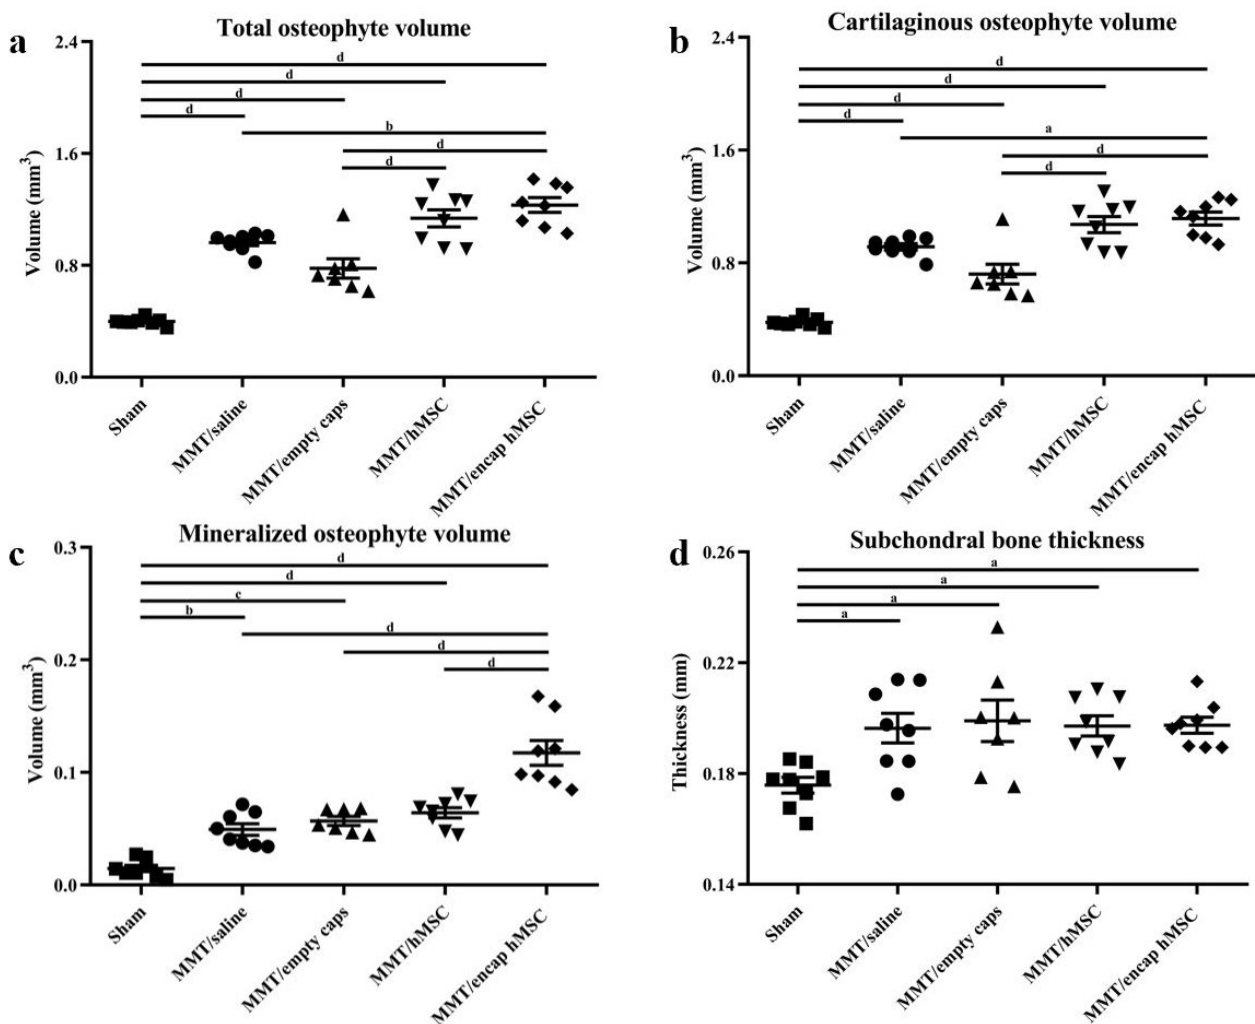 a
Total osteophyte volume
2.4
1.6
0.8
0.0
Volume (mm³)
d
d
d
d
b
d
d
Sham
MMT/saline
MMT/empty caps
MMT/hMSC
MMT/encap hMSC
b
Cartilaginous osteophyte volume
2.4
1.6
0.8
0.0
Volume (mm³)
d
d
d
d
a
d
d
Sham
MMT/saline
MMT/empty caps
MMT/hMSC
MMT/encap hMSC
c
Mineralized osteophyte volume
0.3
0.2
0.1
0.0
Volume (mm³)
d
d
c
b
d
d
d
Sham
MMT/saline
MMT/empty caps
MMT/hMSC
MMT/encap hMSC
d
Subchondral bone thickness
0.26
0.22
0.18
0.14
Thickness (mm)
a
a
a
a
Sham
MMT/saline
MMT/empty caps
MMT/hMSC
MMT/encap hMSC